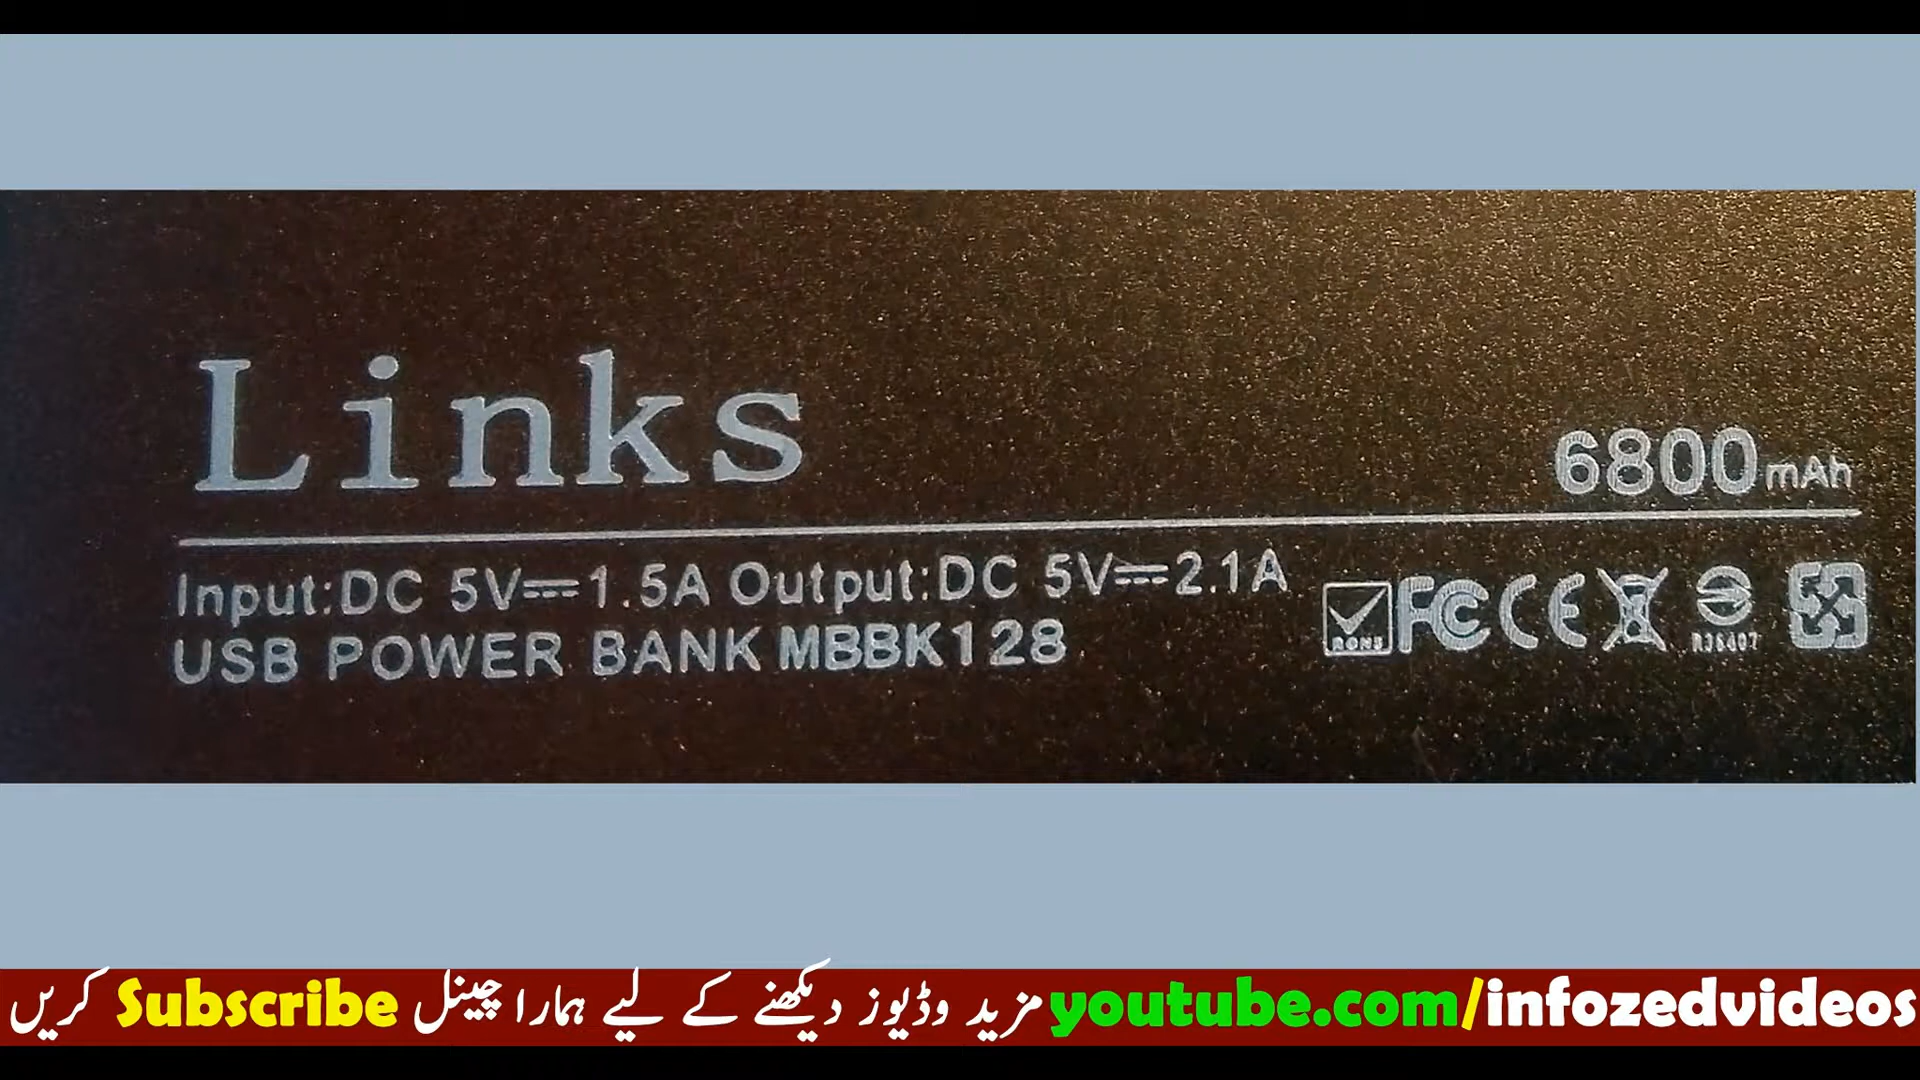 Links
6800mAh
Input:DC 5V⎓1.5A Output:DC 5V⎓2.1A
USB POWER BANK MBBK128
RoHS FC CE
youtube.com/infozedvideos مزید وڈیوز دیکھنے کے لیے ہمارا چینل Subscribe کریں